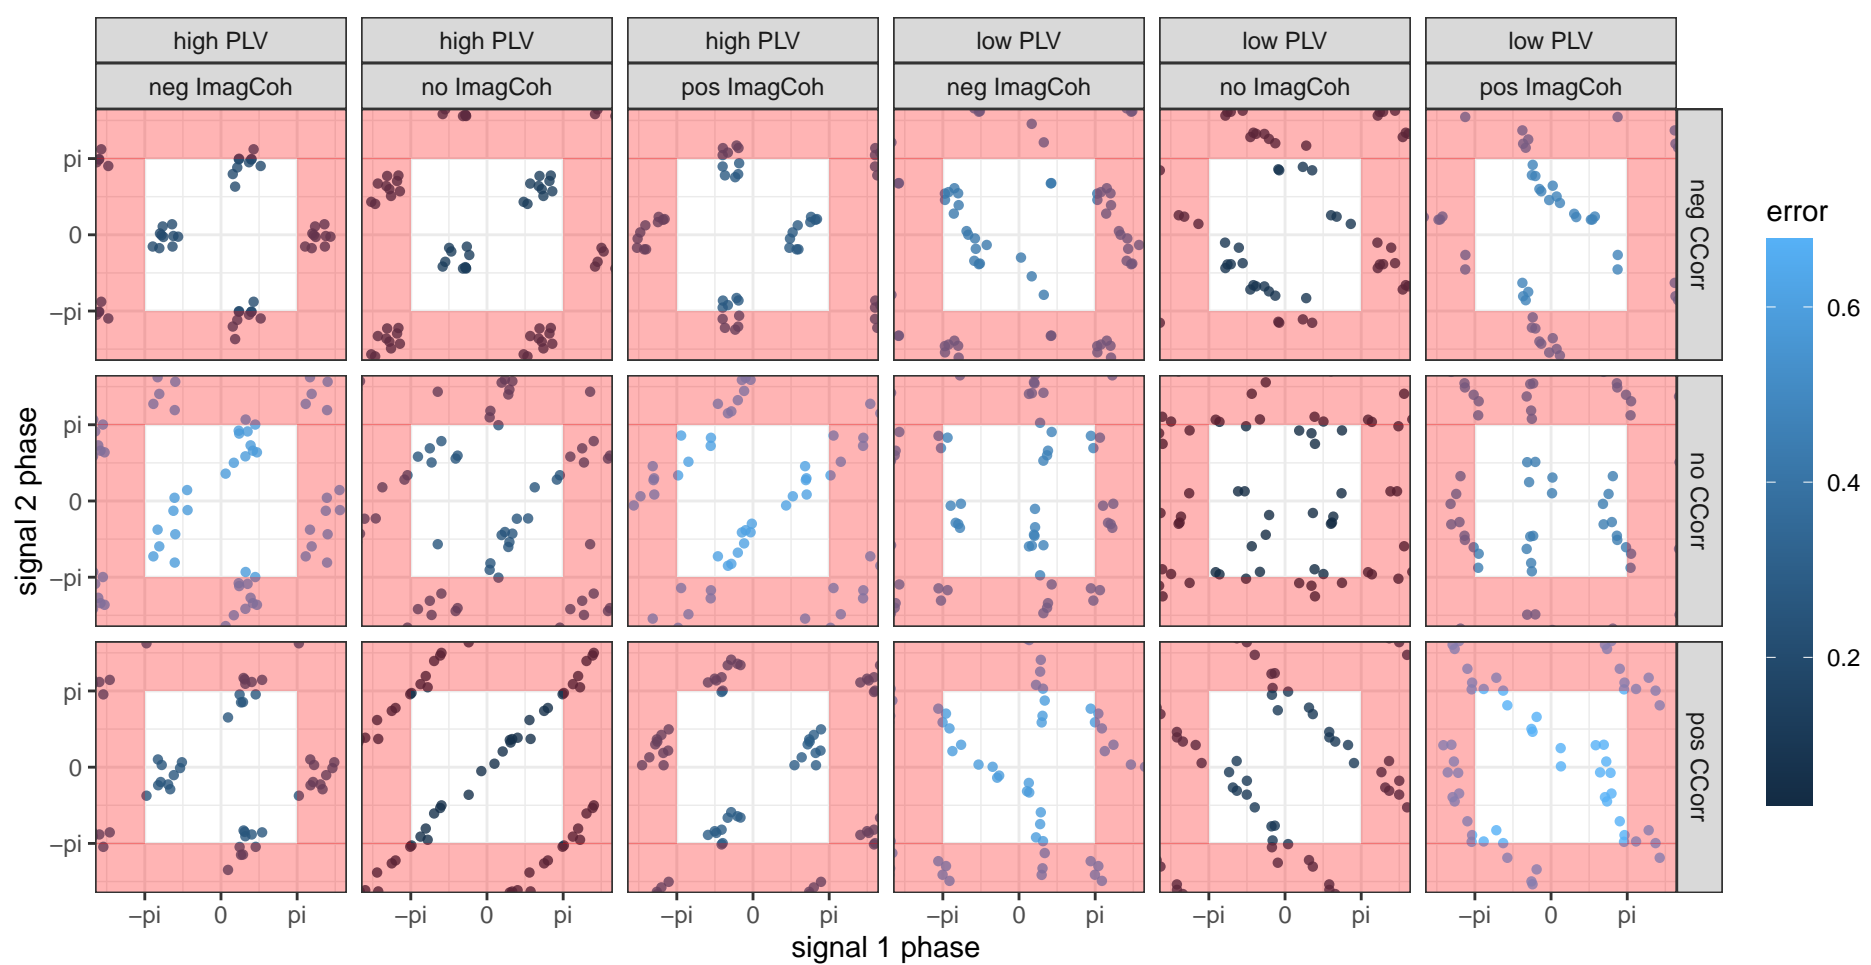 high PLV
high PLV
high PLV
low PLV
low PLV
low PLV
neg ImagCoh
no ImagCoh
pos ImagCoh
neg ImagCoh
no ImagCoh
pos ImagCoh
pi
0
−pi
neg CCorr
pi
0
−pi
no CCorr
pi
0
−pi
pos CCorr
−pi 0 pi
−pi 0 pi
−pi 0 pi
−pi 0 pi
−pi 0 pi
−pi 0 pi
signal 1 phase
signal 2 phase
error
0.6
0.4
0.2